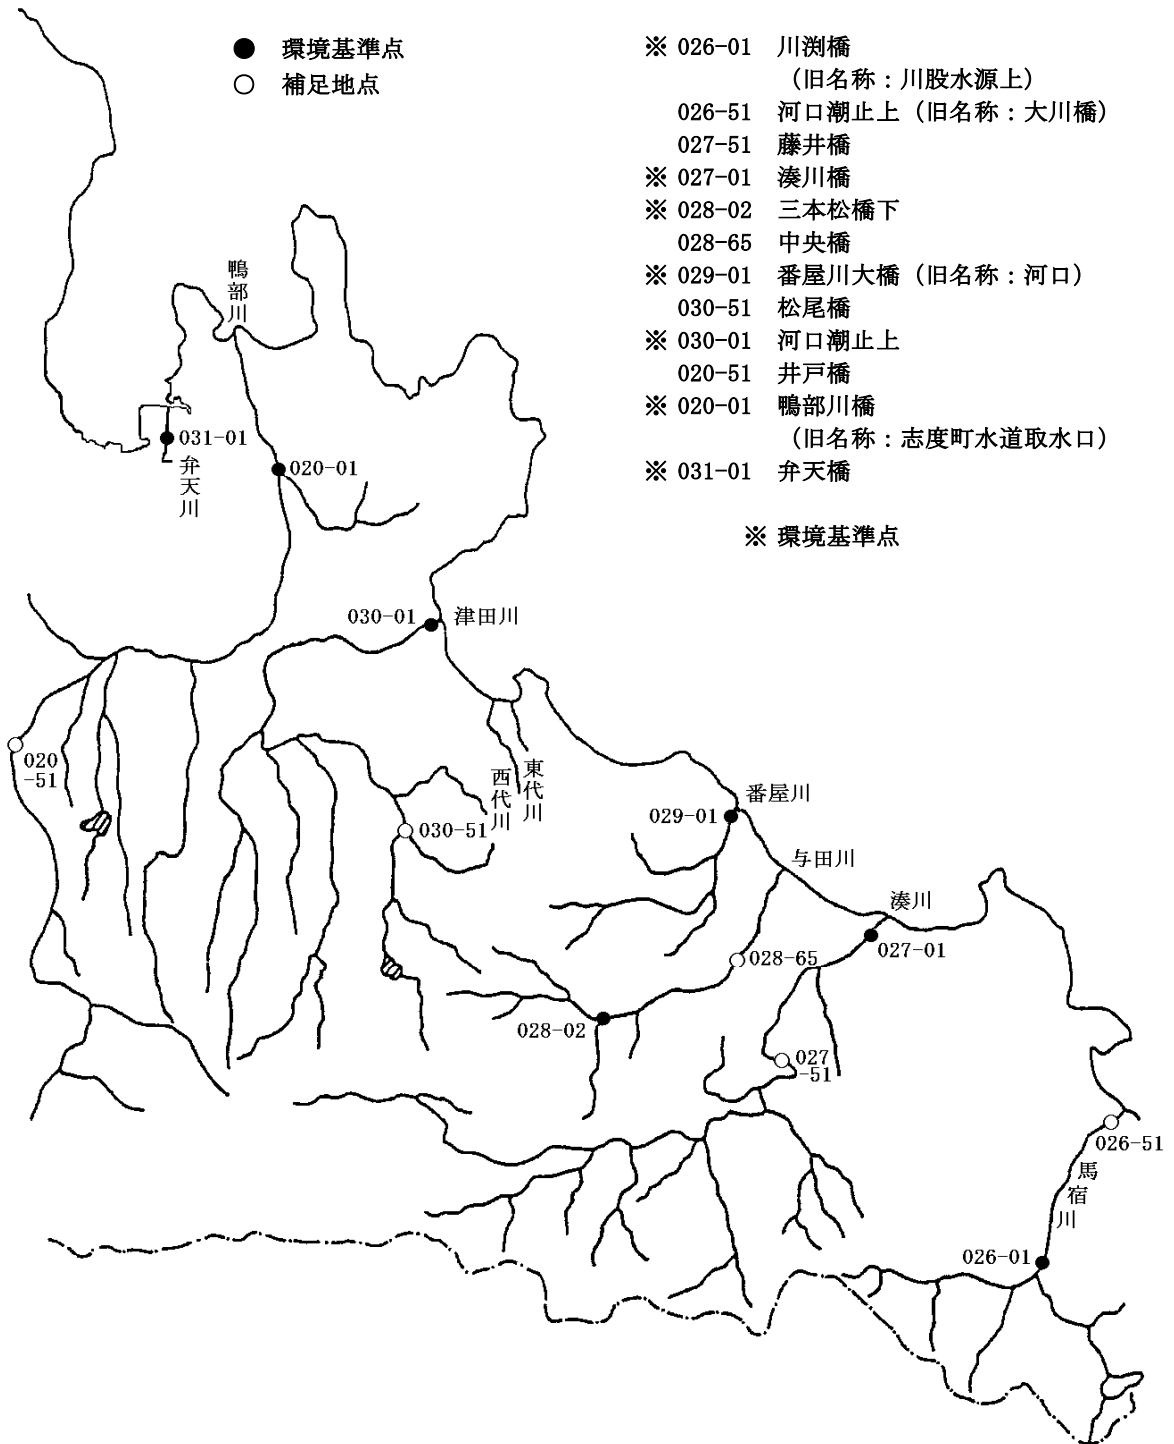 ● 環境基準点
○ 補足地点
※ 026-01 川渕橋
（旧名称：川股水源上）
026-51 河口潮止上（旧名称：大川橋）
027-51 藤井橋
※ 027-01 湊川橋
※ 028-02 三本松橋下
028-65 中央橋
※ 029-01 番屋川大橋（旧名称：河口）
030-51 松尾橋
※ 030-01 河口潮止上
020-51 井戸橋
※ 020-01 鴨部川橋
（旧名称：志度町水道取水口）
※ 031-01 弁天橋
※ 環境基準点
鴨部川
031-01
弁天川
020-01
030-01
津田川
020
-51
西代川
東代川
030-51
番屋川
029-01
与田川
湊川
027-01
028-65
028-02
027
-51
026-51
馬宿川
026-01